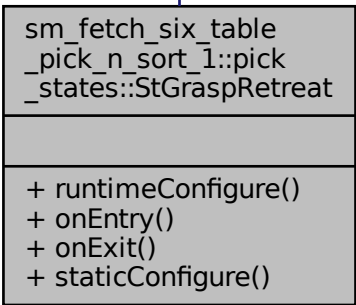 sm_fetch_six_table
_pick_n_sort_1::pick
_states::StGraspRetreat
+ runtimeConfigure()
+ onEntry()
+ onExit()
+ staticConfigure()